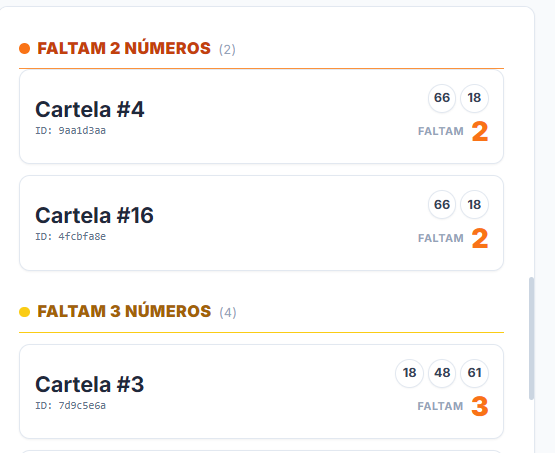 FALTAM 2 NÚMEROS (2)
Cartela #4
ID: 9aa1d3aa
66 18
FALTAM 2
Cartela #16
ID: 4fcbfa8e
66 18
FALTAM 2
FALTAM 3 NÚMEROS (4)
Cartela #3
ID: 7d9c5e6a
18 48 61
FALTAM 3